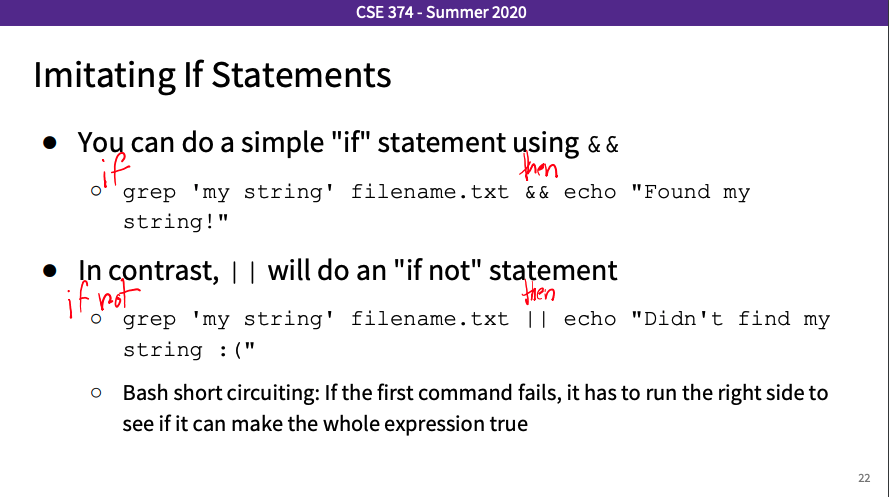 CSE 374 - Summer 2020
Imitating If Statements
● You can do a simple "if" statement using &&
if then
○ grep 'my string' filename.txt && echo "Found my
string!"
● In contrast, || will do an "if not" statement
if not then
○ grep 'my string' filename.txt || echo "Didn't find my
string :("
○ Bash short circuiting: If the first command fails, it has to run the right side to
see if it can make the whole expression true
22